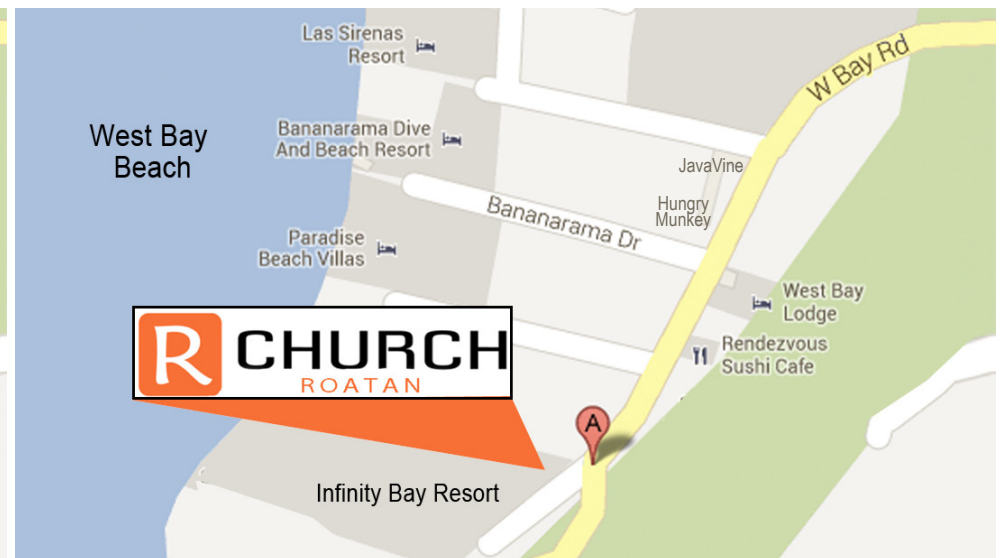 Las Sirenas
Resort
W Bay Rd
West Bay
Beach
Bananarama Dive
And Beach Resort
JavaVine
Hungry
Munkey
Bananarama Dr
Paradise
Beach Villas
West Bay
Lodge
R CHURCH
ROATAN
Rendezvous
Sushi Cafe
A
Infinity Bay Resort